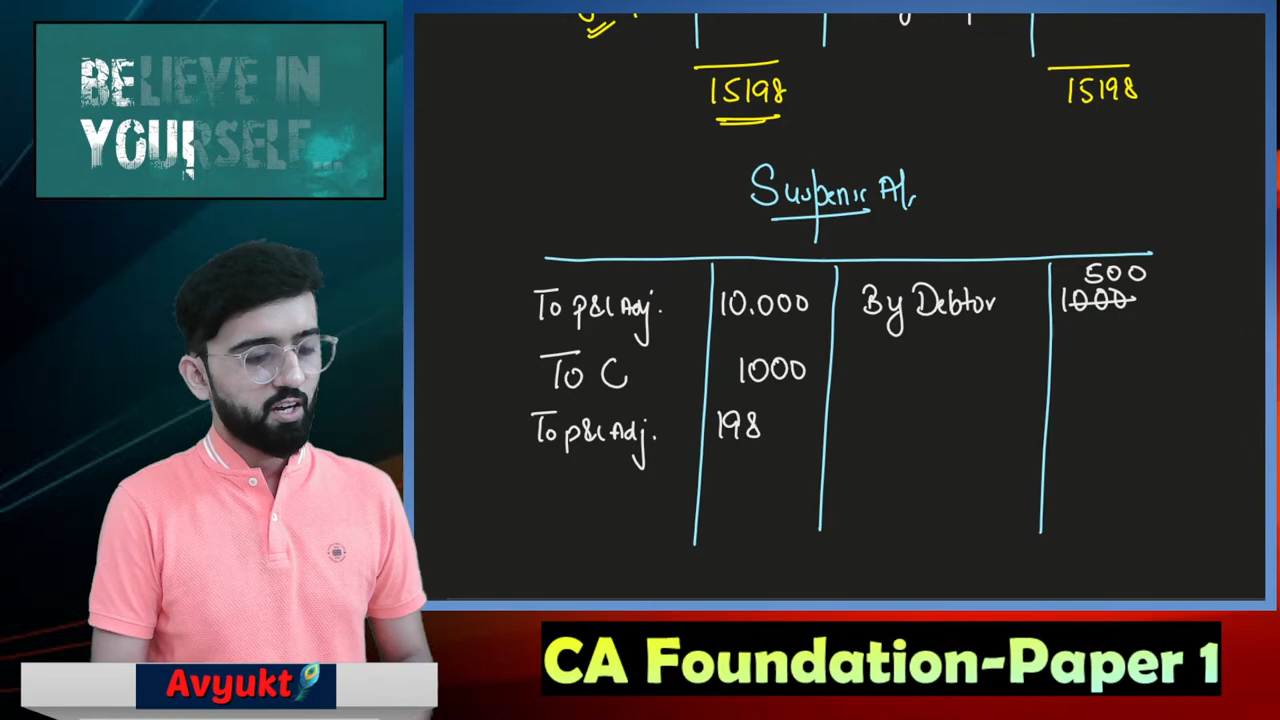 BELIEVE IN
YOURSELF...
15198 15198
Suspense A/c
To P&L Adj. 10.000 By Debtor 500
1000
To C 1000
To P&L Adj. 198
Avyukt
CA Foundation-Paper 1